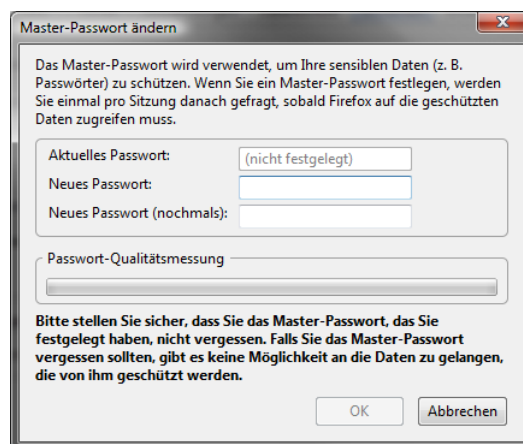 Master-Passwort ändern
Das Master-Passwort wird verwendet, um Ihre sensiblen Daten (z. B.
Passwörter) zu schützen. Wenn Sie ein Master-Passwort festlegen, werden
Sie einmal pro Sitzung danach gefragt, sobald Firefox auf die geschützten
Daten zugreifen muss.
Aktuelles Passwort: (nicht festgelegt)
Neues Passwort:
Neues Passwort (nochmals):
Passwort-Qualitätsmessung
Bitte stellen Sie sicher, dass Sie das Master-Passwort, das Sie
festgelegt haben, nicht vergessen. Falls Sie das Master-Passwort
vergessen sollten, gibt es keine Möglichkeit an die Daten zu gelangen,
die von ihm geschützt werden.
OK Abbrechen